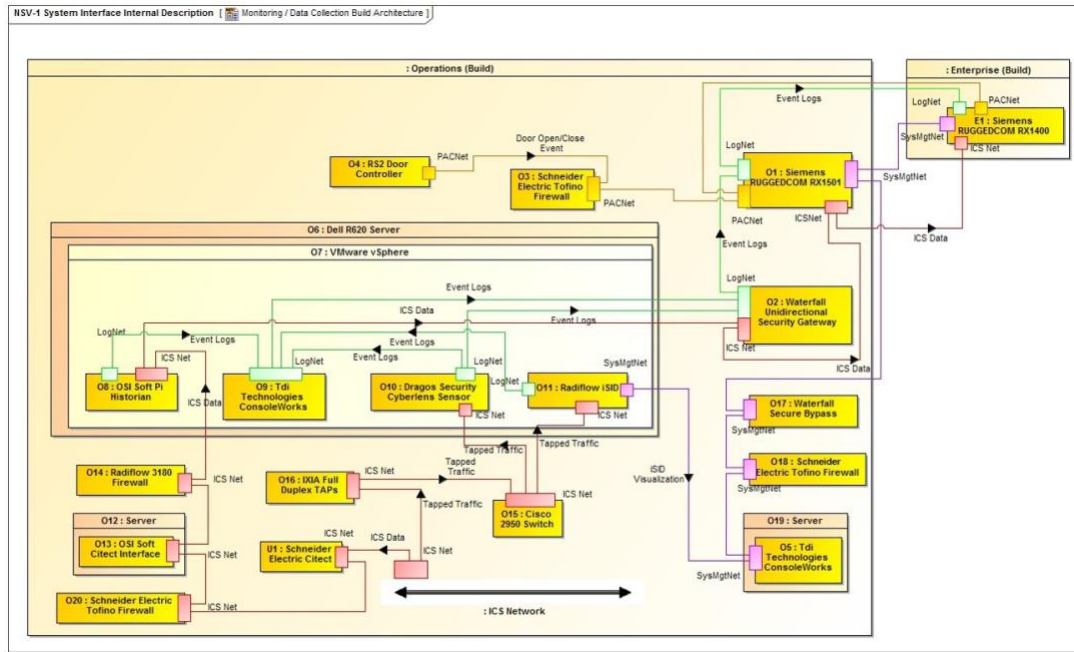 NSV-1 System Interface Internal Description [ Monitoring / Data Collection Build Architecture ]
: Operations (Build)
: Enterprise (Build)
Event Logs
LogNet
PACNet
E1 : Siemens
RUGGEDCOM RX1400
SysMgtNet
ICS Net
Door Open/Close
Event
PACNet
O4 : RS2 Door
Controller
O3 : Schneider
Electric Tofino
Firewall
PACNet
LogNet
O1 : Siemens
RUGGEDCOM RX1501
SysMgtNet
PACNet
ICSNet
ICS Data
Event Logs
O6 : Dell R620 Server
O7 : VMware vSphere
LogNet
O2 : Waterfall
Unidirectional
Security Gateway
ICS Net
ICS Data
Event Logs
ICS Data
Event Logs
LogNet
Event Logs
Event Logs
Event Logs
ICS Net
LogNet
LogNet
LogNet
SysMgtNet
O8 : OSI Soft Pi
Historian
O9 : Tdi
Technologies
ConsoleWorks
O10 : Dragos Security
Cyberlens Sensor
O11 : Radiflow iSID
ICS Data
ICS Net
ICS Net
O17 : Waterfall
Secure Bypass
SysMgtNet
Tapped Traffic
Tapped Traffic
O14 : Radiflow 3180
Firewall
ICS Net
O16 : IXIA Full
Duplex TAPs
ICS Net
Tapped
Traffic
iSID
Visualization
O18 : Schneider
Electric Tofino Firewall
SysMgtNet
Tapped Traffic
ICS Net
O15 : Cisco
2950 Switch
O12 : Server
O13 : OSI Soft
Citect Interface
ICS Net
U1 : Schneider
Electric Citect
ICS Net
ICS Data
ICS Net
O19 : Server
O5 : Tdi
Technologies
ConsoleWorks
SysMgtNet
O20 : Schneider Electric
Tofino Firewall
ICS Net
: ICS Network